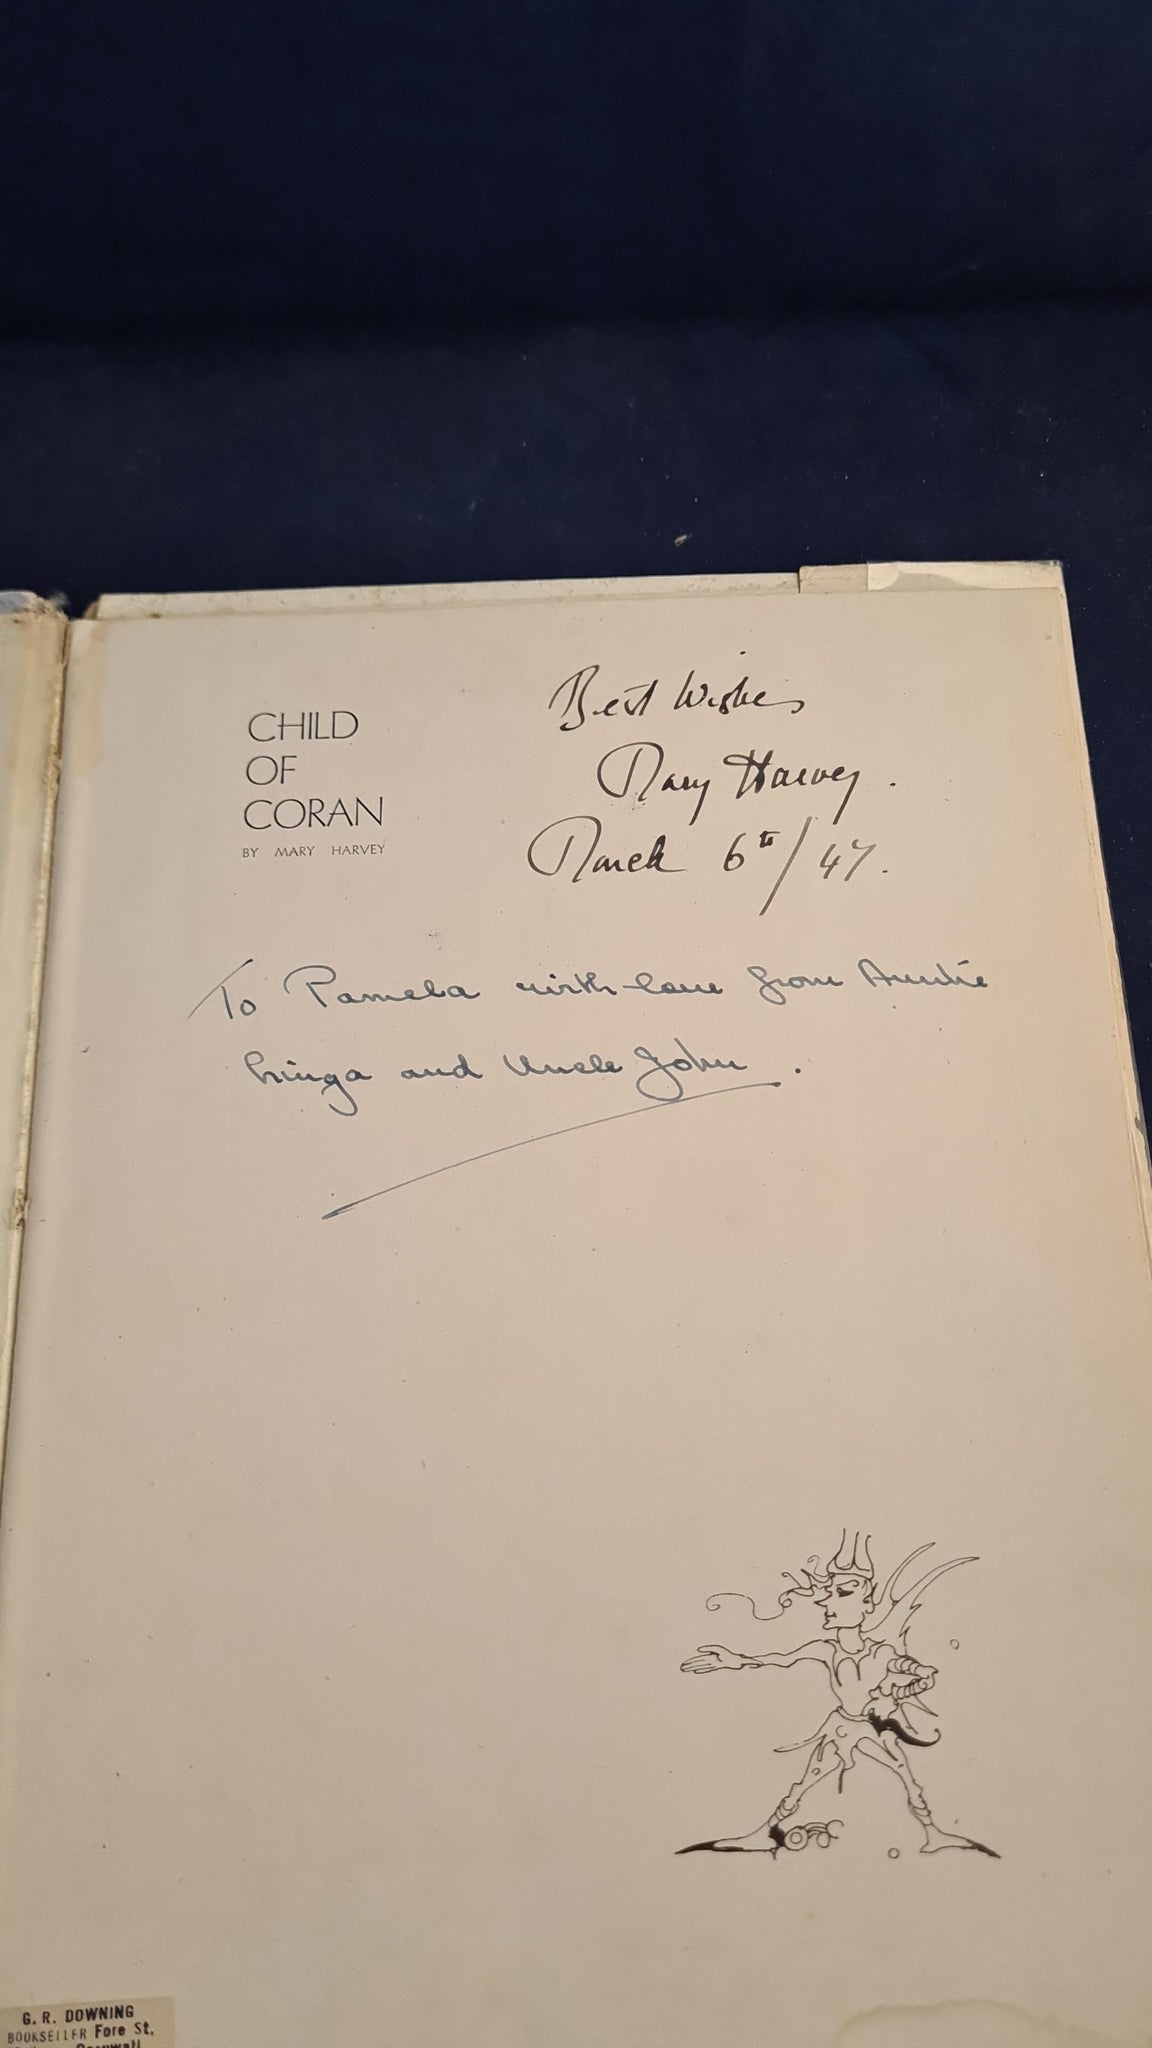 CHILD
OF
CORAN
BY MARY HARVEY
Best Wishes
Mary Harvey.
March 6th/47.
To Pamela with love from Auntie
and Uncle John.
G. R. DOWNING
BOOKSELLER Fore St,
Cornwall